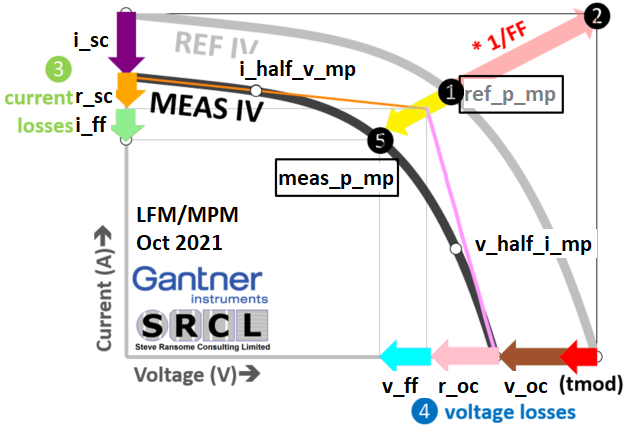 2
i_sc
REF IV
* 1/FF
3
i_half_v_mp
current
losses
r_sc
MEAS IV
1
ref_p_mp
i_ff
5
meas_p_mp
LFM/MPM
Oct 2021
v_half_i_mp
Gantner
instruments
SRCL
Steve Ransome Consulting Limited
Current (A)→
Voltage (V)→
v_ff
r_oc
v_oc
(tmod)
4
voltage losses